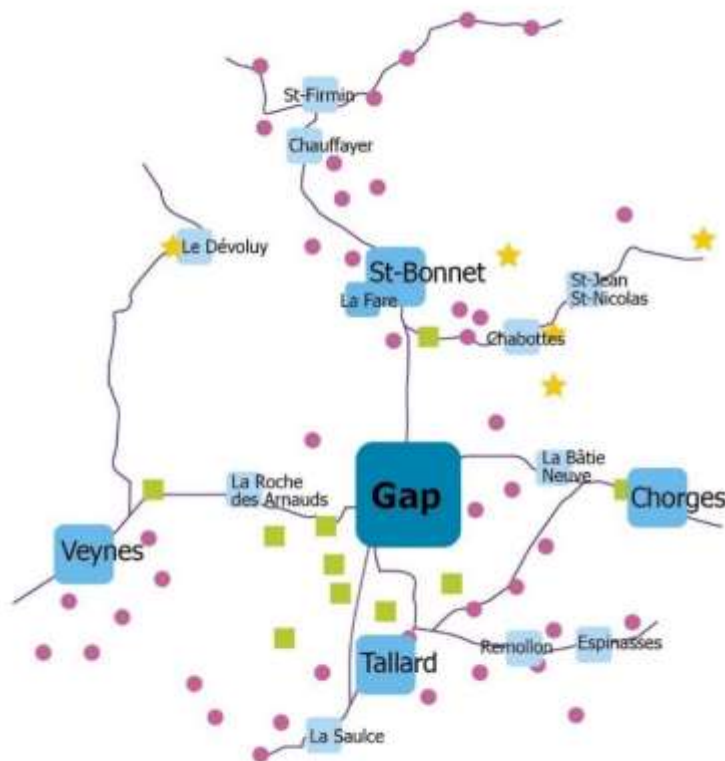 St-Firmin
Chauffayer
Le Dévoluy
St-Bonnet
La Fare
St-Jean
St-Nicolas
Chabottes
La Roche
des Arnauds
Gap
La Bâtie
Neuve
Chorges
Veynes
Tallard
Remollon
Espinasses
La Saulce